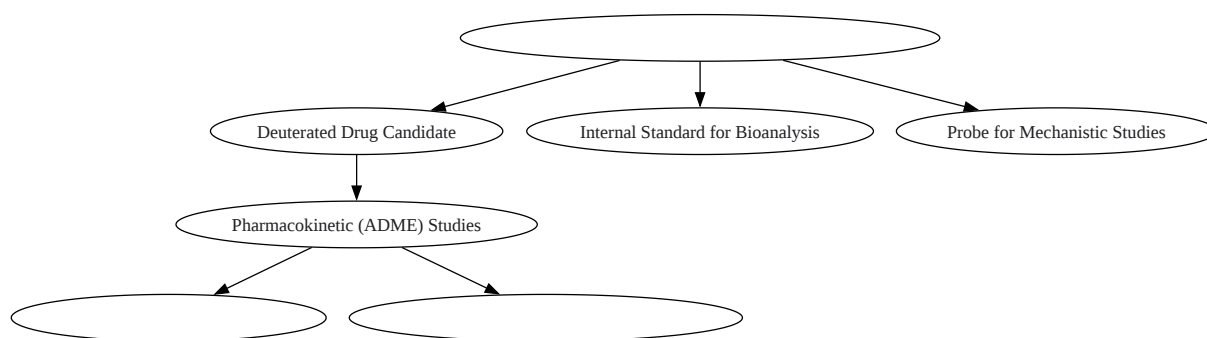 Deuterated Drug Candidate
Internal Standard for Bioanalysis
Probe for Mechanistic Studies
Pharmacokinetic (ADME) Studies